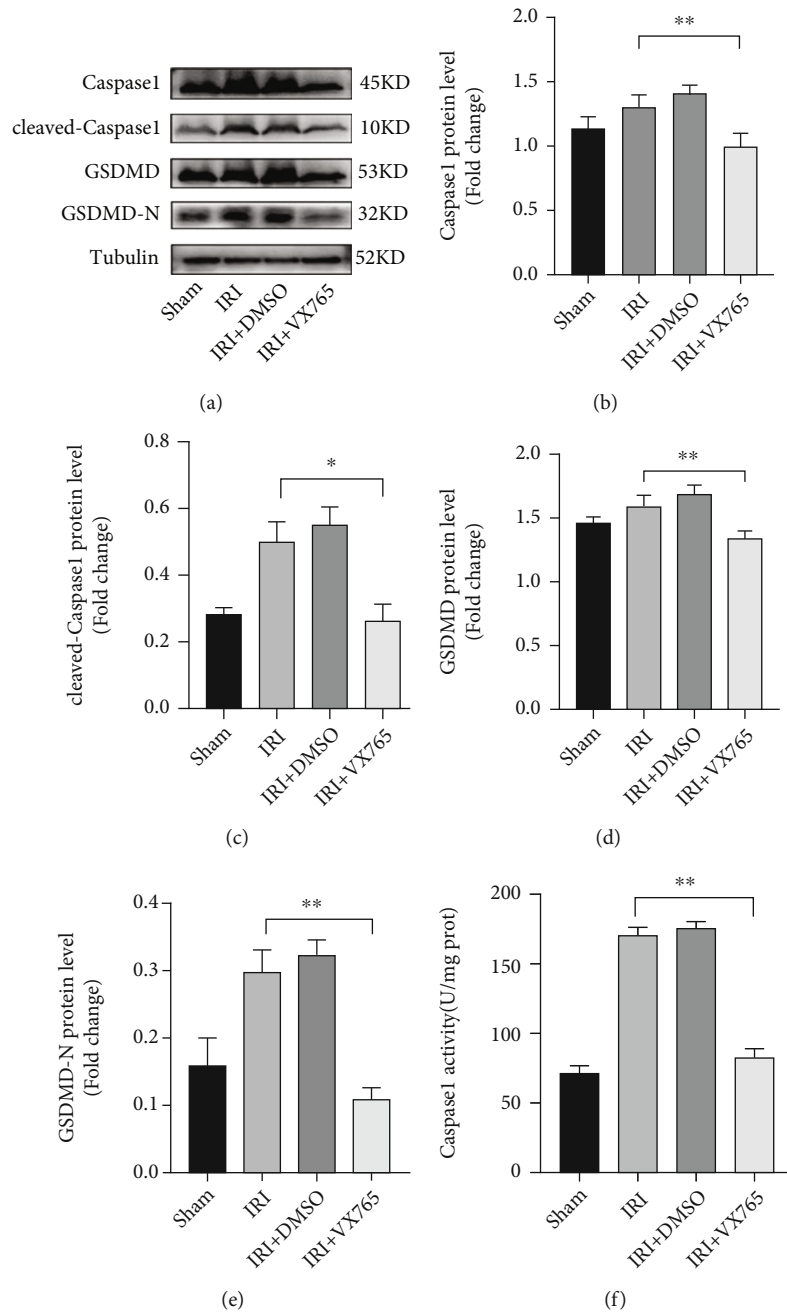 Caspase1 45KD
cleaved-Caspase1 10KD
GSDMD 53KD
GSDMD-N 32KD
Tubulin 52KD
Sham IRI IRI+DMSO IRI+VX765
(a)
Caspase1 protein level
(Fold change)
2.0
1.5
1.0
0.5
0.0
**
Sham IRI IRI+DMSO IRI+VX765
(b)
cleaved-Caspase1 protein level
(Fold change)
0.8
0.6
0.4
0.2
0.0
*
Sham IRI IRI+DMSO IRI+VX765
(c)
GSDMD protein level
(Fold change)
2.0
1.5
1.0
0.5
0.0
**
Sham IRI IRI+DMSO IRI+VX765
(d)
GSDMD-N protein level
(Fold change)
0.4
0.3
0.2
0.1
0.0
**
Sham IRI IRI+DMSO IRI+VX765
(e)
Caspase1 activity(U/mg prot)
200
150
100
50
0
**
Sham IRI IRI+DMSO IRI+VX765
(f)